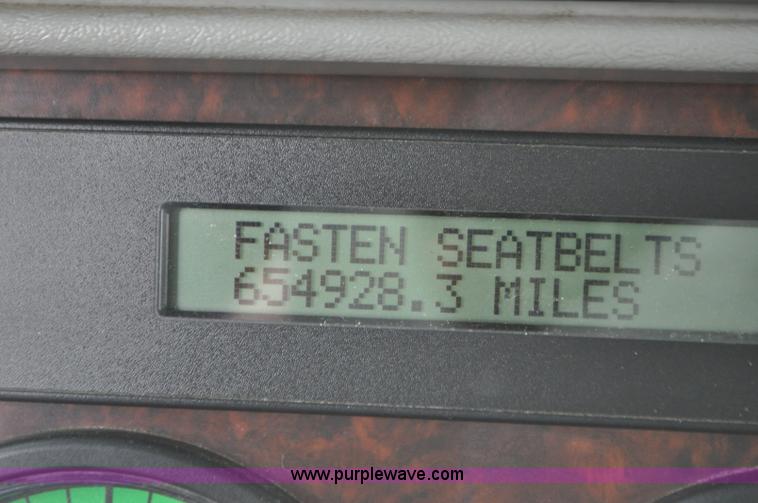 FASTEN SEATBELTS
654928.3 MILES
www.purplewave.com